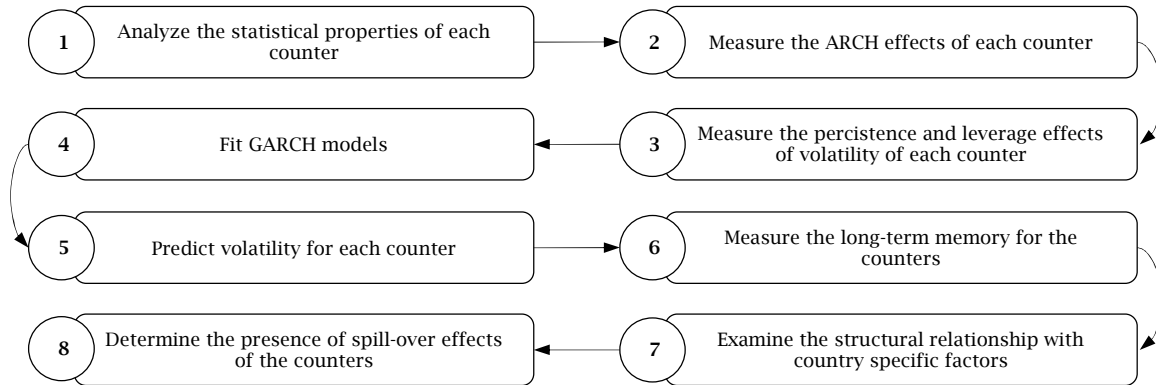 1
Analyze the statistical properties of each
counter
2
Measure the ARCH effects of each counter
3
Measure the percistence and leverage effects
of volatility of each counter
4
Fit GARCH models
5
Predict volatility for each counter
6
Measure the long-term memory for the
counters
7
Examine the structural relationship with
country specific factors
8
Determine the presence of spill-over effects
of the counters